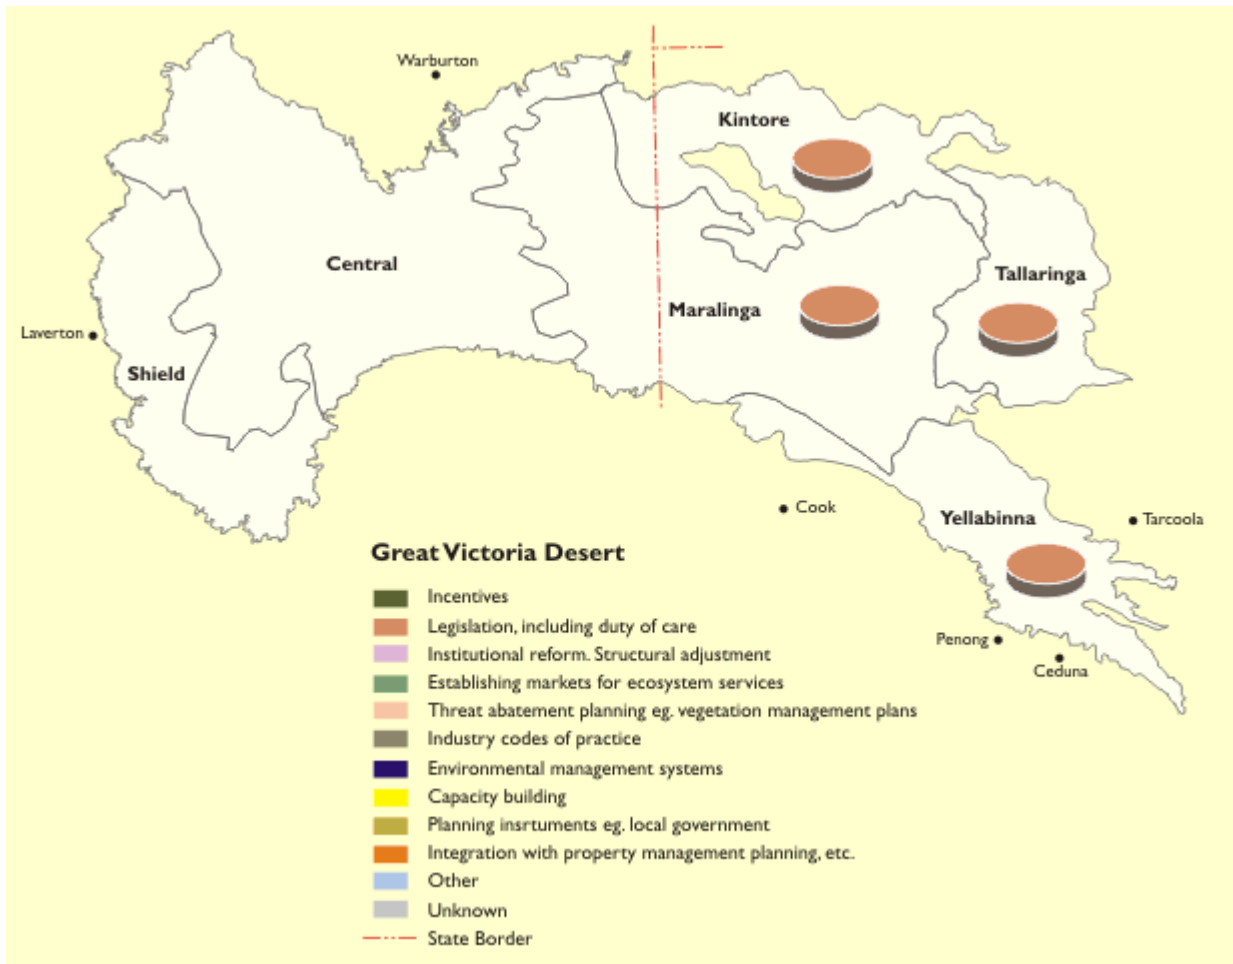 Warburton
Kintore
Central
Tallaringa
Maralinga
Laverton
Shield
Cook
Yellabinna
Tarcoola
Penong
Ceduna
Great Victoria Desert
Incentives
Legislation, including duty of care
Institutional reform. Structural adjustment
Establishing markets for ecosystem services
Threat abatement planning eg. vegetation management plans
Industry codes of practice
Environmental management systems
Capacity building
Planning insrtuments eg. local government
Integration with property management planning, etc.
Other
Unknown
State Border